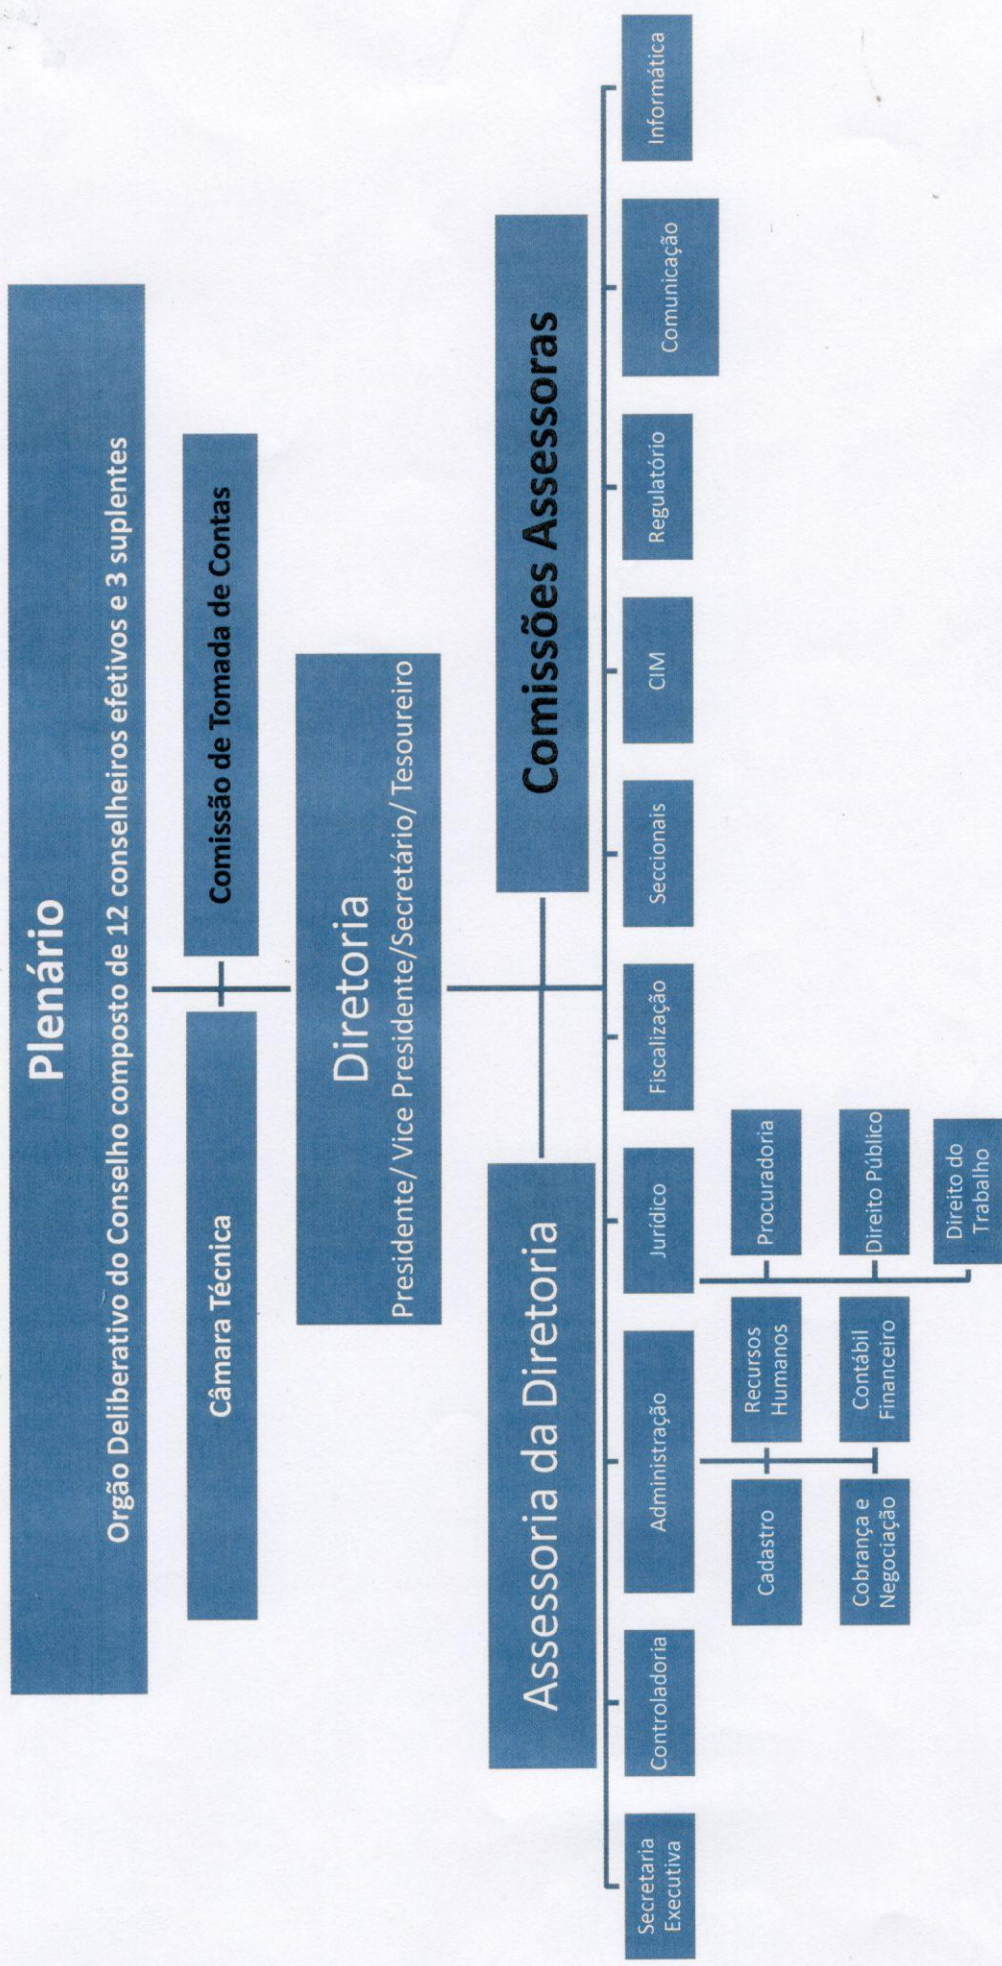 Plenário
Orgão Deliberativo do Conselho composto de 12 conselheiros efetivos e 3 suplentes
Câmara Técnica
Comissão de Tomada de Contas
Diretoria
Presidente/ Vice Presidente/Secretário/ Tesoureiro
Assessoria da Diretoria
Comissões Assessoras
Secretaria
Executiva
Controladoria
Administração
Jurídico
Fiscalização
Seccionais
CIM
Regulatório
Comunicação
Informática
Cadastro
Recursos
Humanos
Procuradoria
Cobrança e
Negociação
Contábil
Financeiro
Direito Público
Direito do
Trabalho